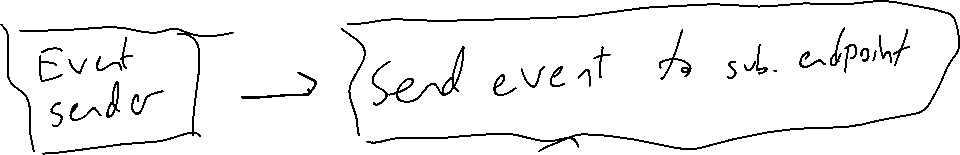 Event
sender
Send event to sub. endpoint